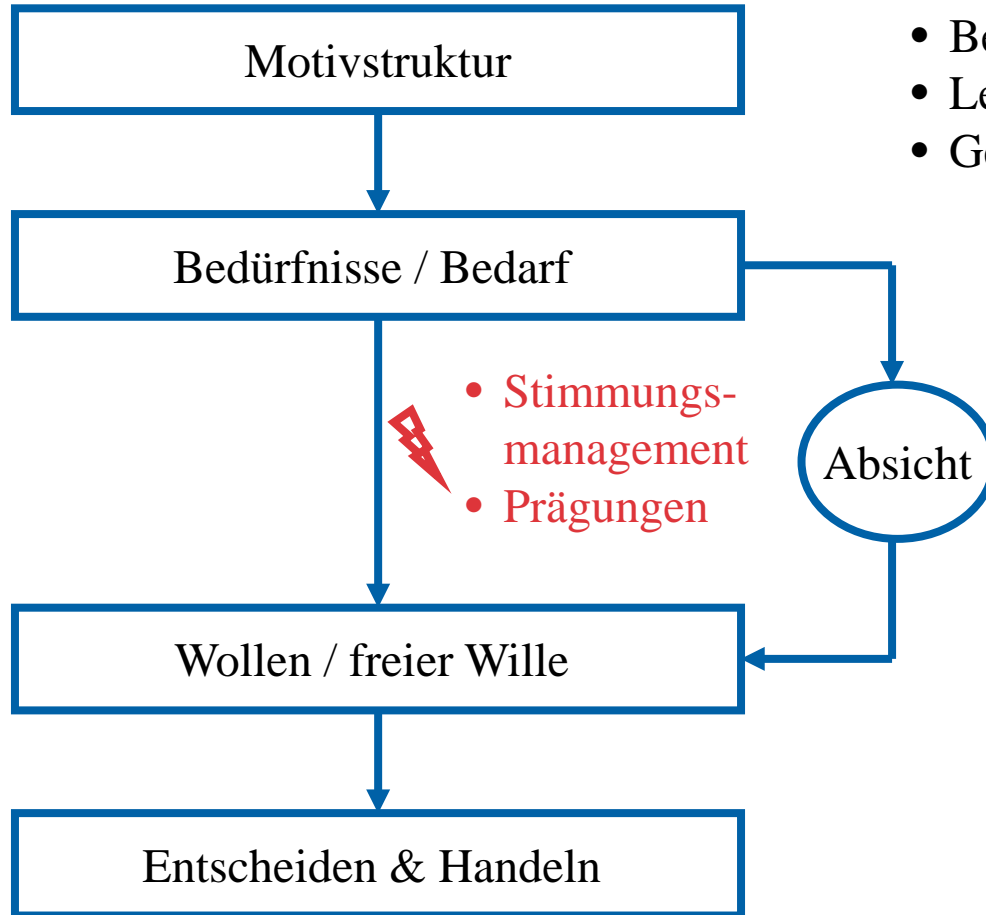 Motivstruktur
Bedürfnisse / Bedarf
• Stimmungs-
management
• Prägungen
Absicht
Wollen / freier Wille
Entscheiden & Handeln